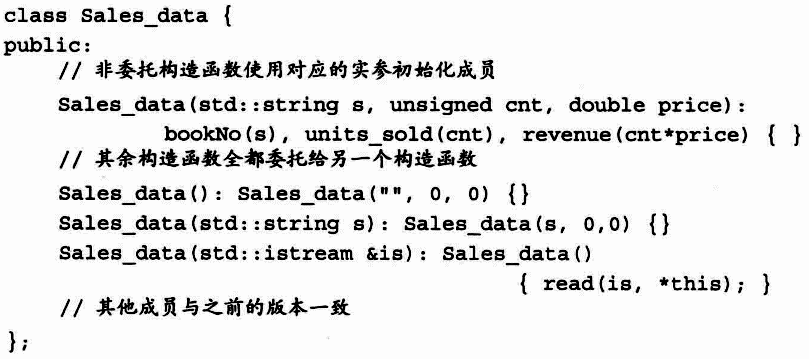 class Sales_data {
public:
// 非委托构造函数使用对应的实参初始化成员
Sales_data(std::string s, unsigned cnt, double price):
bookNo(s), units_sold(cnt), revenue(cnt*price) { }
// 其余构造函数全都委托给另一个构造函数
Sales_data(): Sales_data("", 0, 0) {}
Sales_data(std::string s): Sales_data(s, 0,0) {}
Sales_data(std::istream &is): Sales_data()
{ read(is, *this); }
// 其他成员与之前的版本一致
};